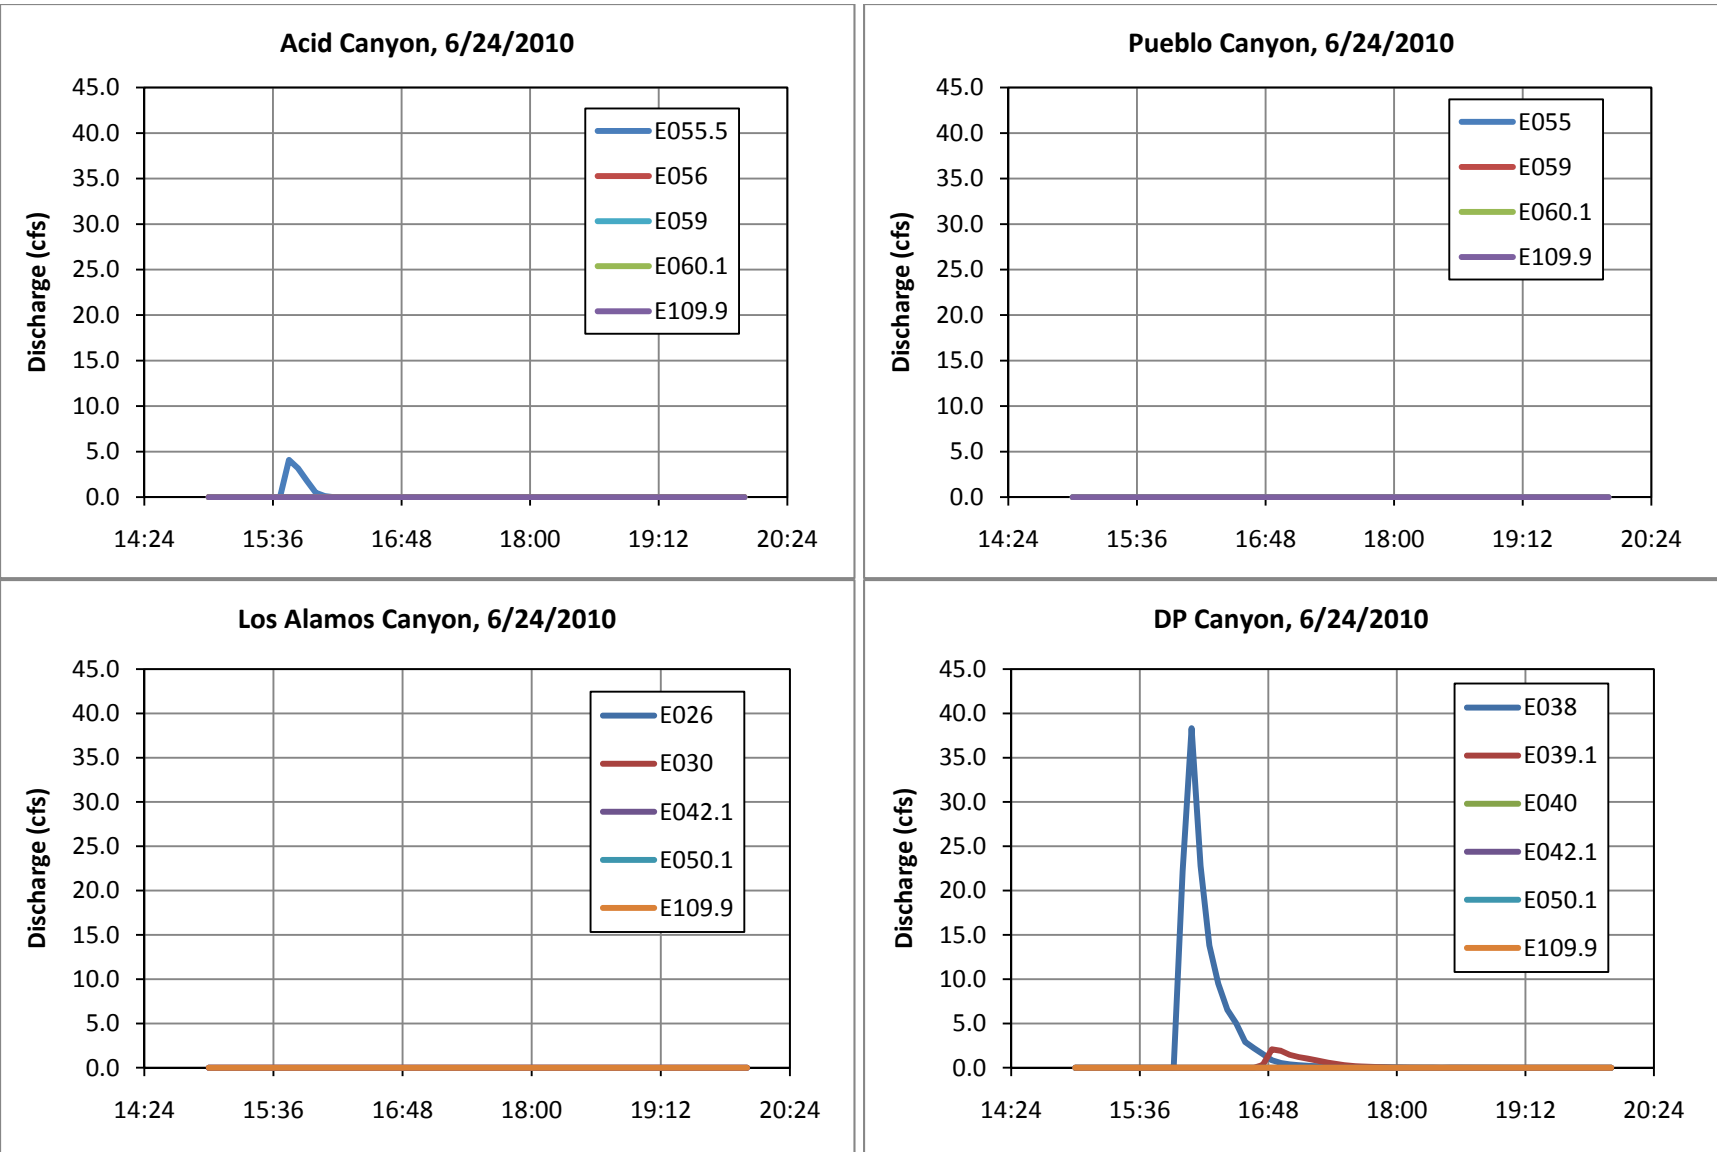 Acid Canyon, 6/24/2010
Discharge (cfs)
45.0
40.0
35.0
30.0
25.0
20.0
15.0
10.0
5.0
0.0
14:24 15:36 16:48 18:00 19:12 20:24
E055.5
E056
E059
E060.1
E109.9
Pueblo Canyon, 6/24/2010
Discharge (cfs)
45.0
40.0
35.0
30.0
25.0
20.0
15.0
10.0
5.0
0.0
14:24 15:36 16:48 18:00 19:12 20:24
E055
E059
E060.1
E109.9
Los Alamos Canyon, 6/24/2010
Discharge (cfs)
45.0
40.0
35.0
30.0
25.0
20.0
15.0
10.0
5.0
0.0
14:24 15:36 16:48 18:00 19:12 20:24
E026
E030
E042.1
E050.1
E109.9
DP Canyon, 6/24/2010
Discharge (cfs)
45.0
40.0
35.0
30.0
25.0
20.0
15.0
10.0
5.0
0.0
14:24 15:36 16:48 18:00 19:12 20:24
E038
E039.1
E040
E042.1
E050.1
E109.9